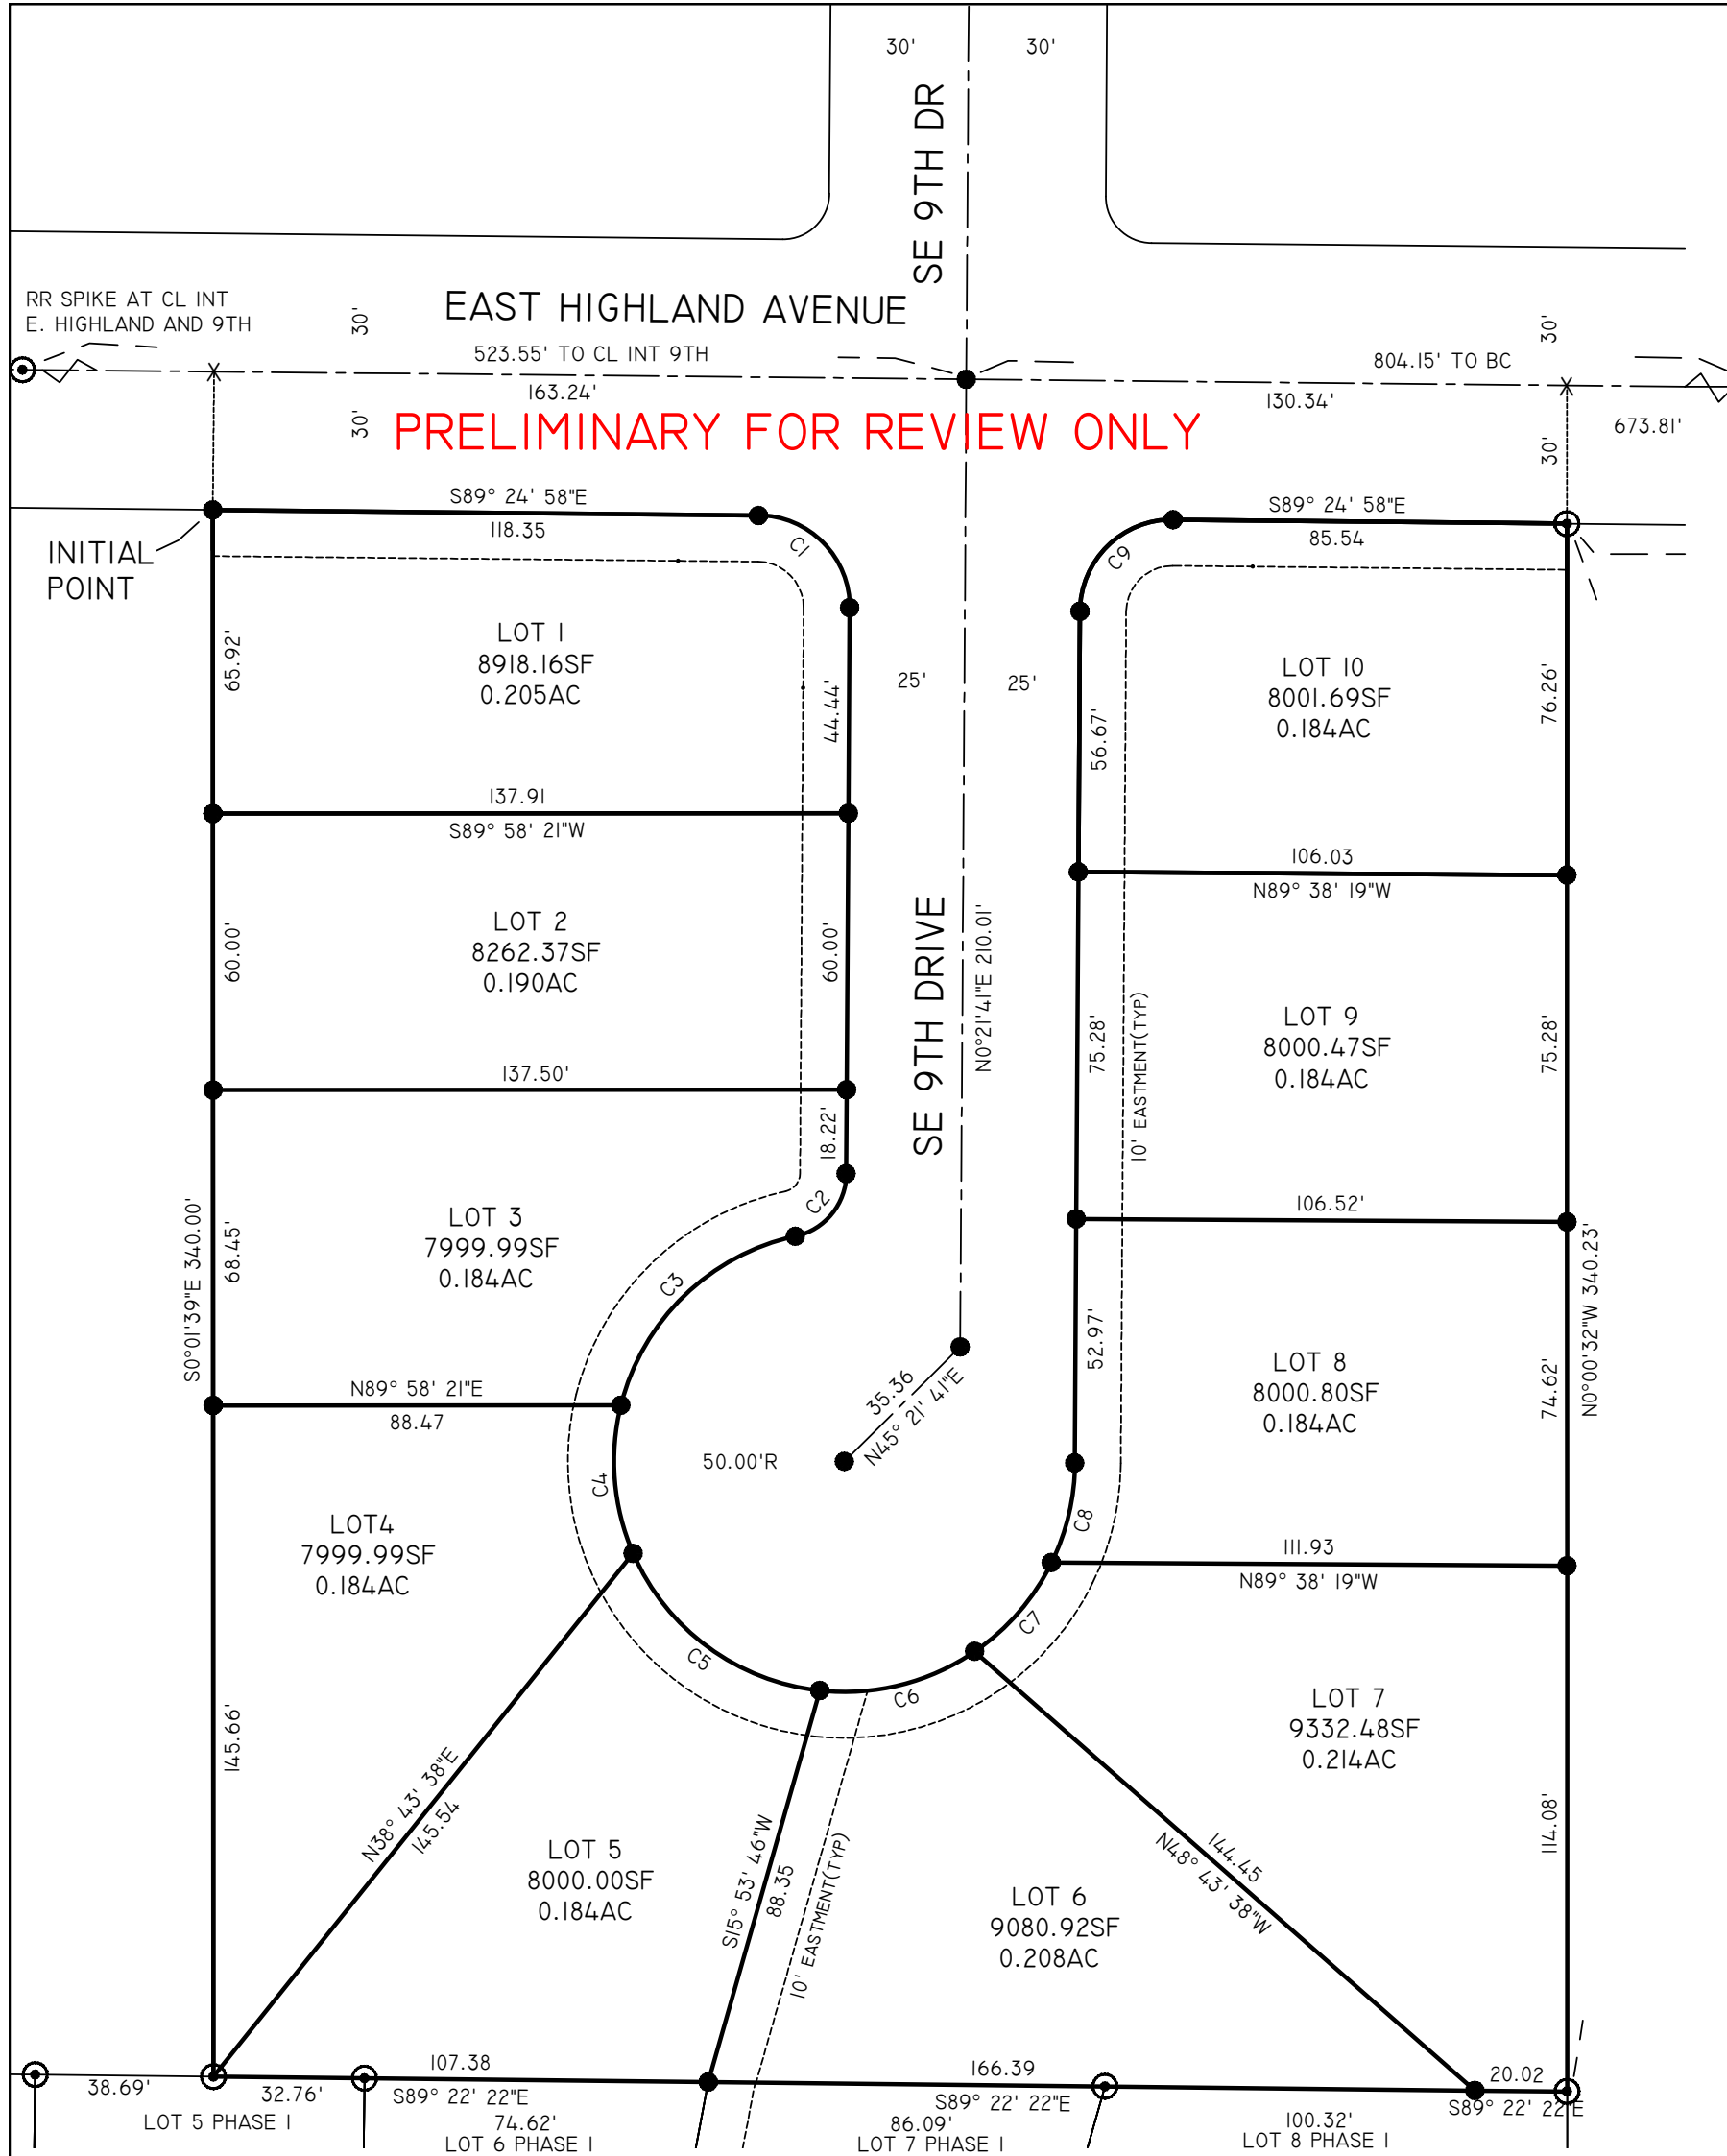 30'
30'
SE 9TH DR
RR SPIKE AT CL INT
E. HIGHLAND AND 9TH
30'
EAST HIGHLAND AVENUE
30'
523.55' TO CL INT 9TH
804.15' TO BC
163.24'
130.34'
30'
PRELIMINARY FOR REVIEW ONLY
30'
673.81'
S89° 24' 58"E
118.35
S89° 24' 58"E
85.54
INITIAL
POINT
C1
C9
65.92'
LOT 1
8918.16SF
0.205AC
44.44'
25'
25'
56.67'
LOT 10
8001.69SF
0.184AC
76.26'
137.91
S89° 58' 21"W
106.03
N89° 38' 19"W
60.00'
LOT 2
8262.37SF
0.190AC
60.00'
SE 9TH DRIVE
N0°21'41"E 210.01'
75.28'
10' EASTMENT(TYP)
LOT 9
8000.47SF
0.184AC
75.28'
137.50'
18.22'
C2
106.52'
S0°01'39"E 340.00'
68.45'
LOT 3
7999.99SF
0.184AC
C3
52.97'
LOT 8
8000.80SF
0.184AC
74.62'
N0°00'32"W 340.23'
N89° 58' 21"E
88.47
35.36
N45° 21' 41"E
50.00'R
C4
C8
LOT4
7999.99SF
0.184AC
111.93
N89° 38' 19"W
C5
C6
C7
145.66'
N38° 43' 38"E
145.54
LOT 5
8000.00SF
0.184AC
S15° 53' 46"W
88.35
10' EASTMENT(TYP)
LOT 6
9080.92SF
0.208AC
144.45
N48° 43' 38"W
LOT 7
9332.48SF
0.214AC
114.08'
38.69'
32.76'
107.38
S89° 22' 22"E
166.39
S89° 22' 22"E
20.02
S89° 22' 22"E
LOT 5 PHASE 1
74.62'
LOT 6 PHASE 1
86.09'
LOT 7 PHASE 1
100.32'
LOT 8 PHASE 1